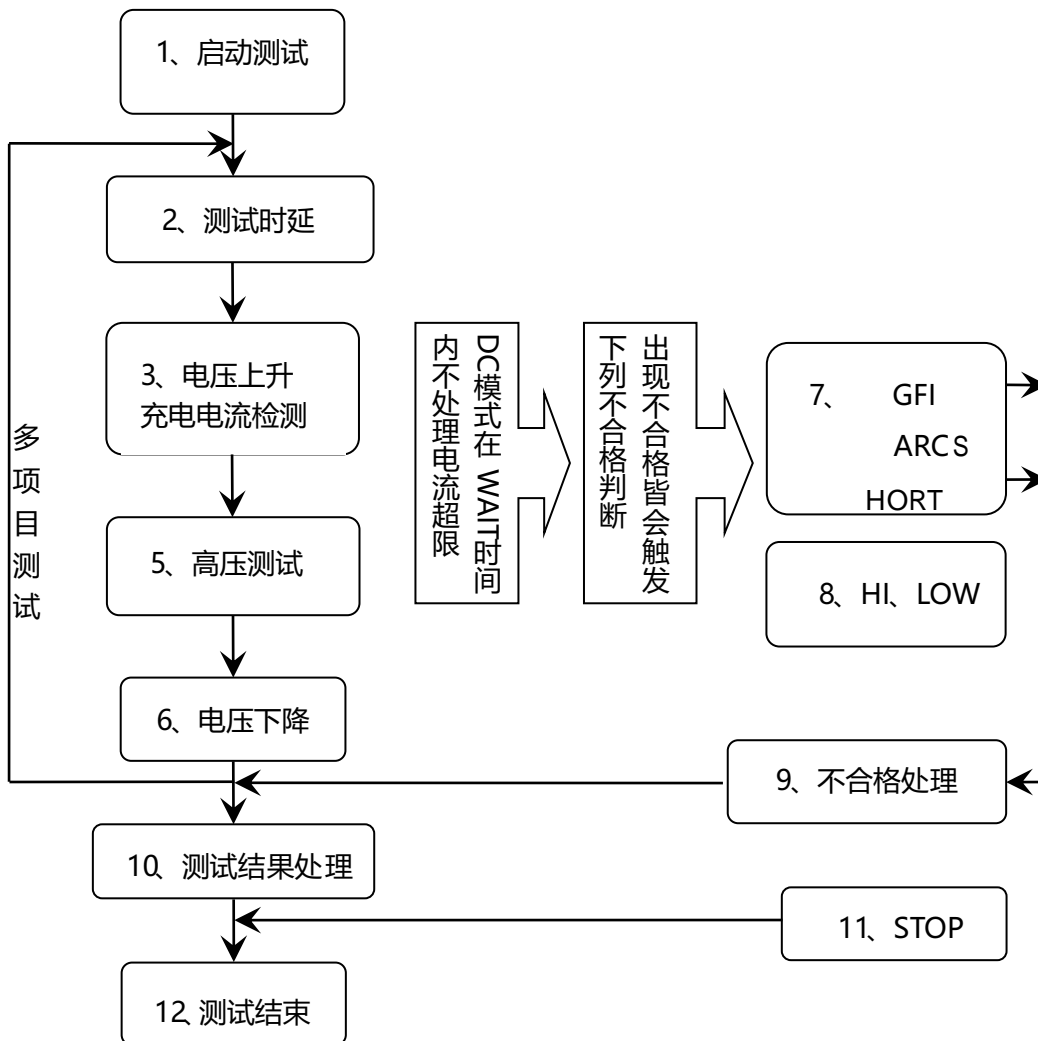 1、启动测试
2、测试时延
3、电压上升
充电电流检测
5、高压测试
6、电压下降
多项目测试
DC模式在 WAIT时间
内不处理电流超限
出现不合格皆会触发
下列不合格判断
7、 GFI
ARCS
HORT
8、HI、LOW
9、不合格处理
10、测试结果处理
11、STOP
12、测试结束